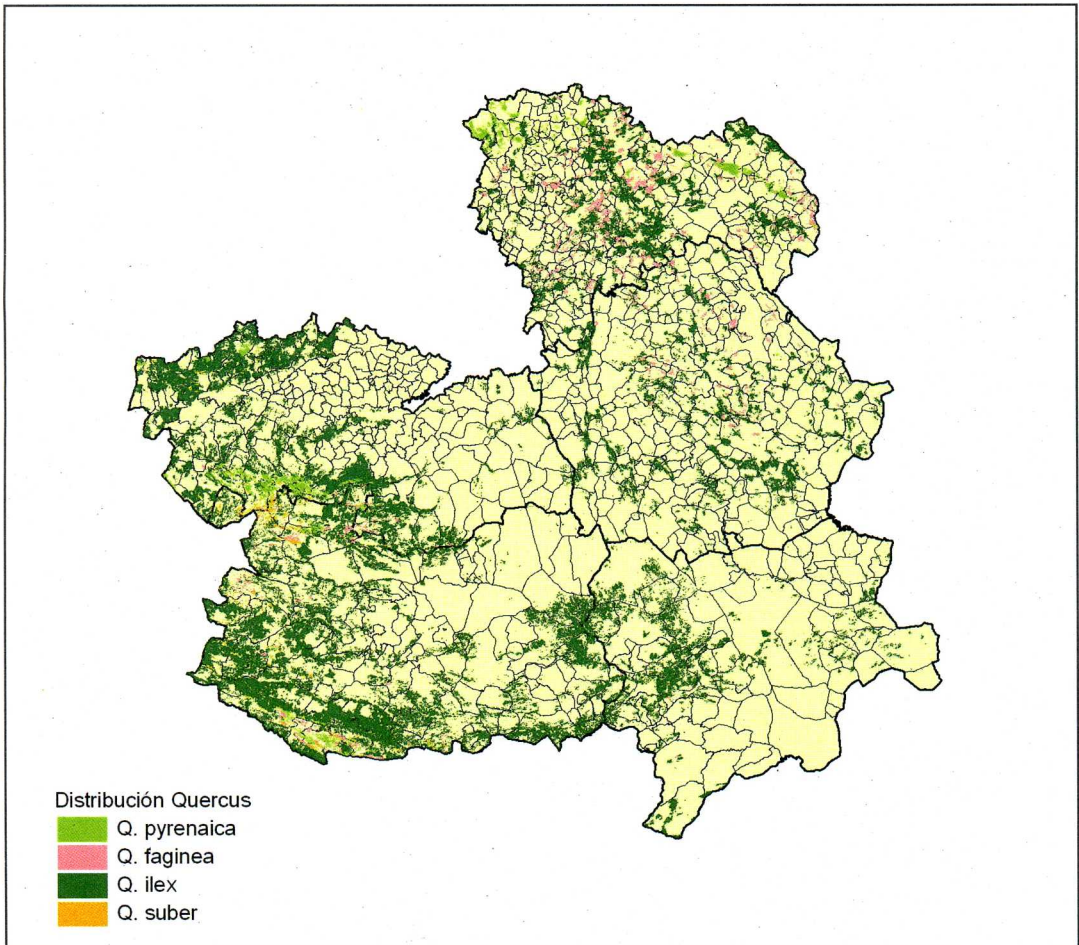 Distribución Quercus
Q. pyrenaica
Q. faginea
Q. ilex
Q. suber